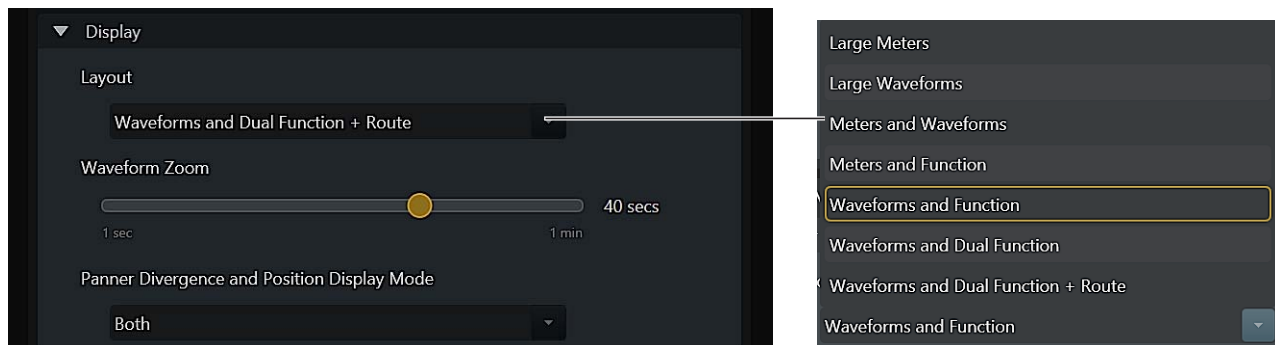 Display
Layout
Waveforms and Dual Function + Route
Waveform Zoom
40 secs
1 sec
1 min
Panner Divergence and Position Display Mode
Both
Large Meters
Large Waveforms
Meters and Waveforms
Meters and Function
Waveforms and Function
Waveforms and Dual Function
Waveforms and Dual Function + Route
Waveforms and Function